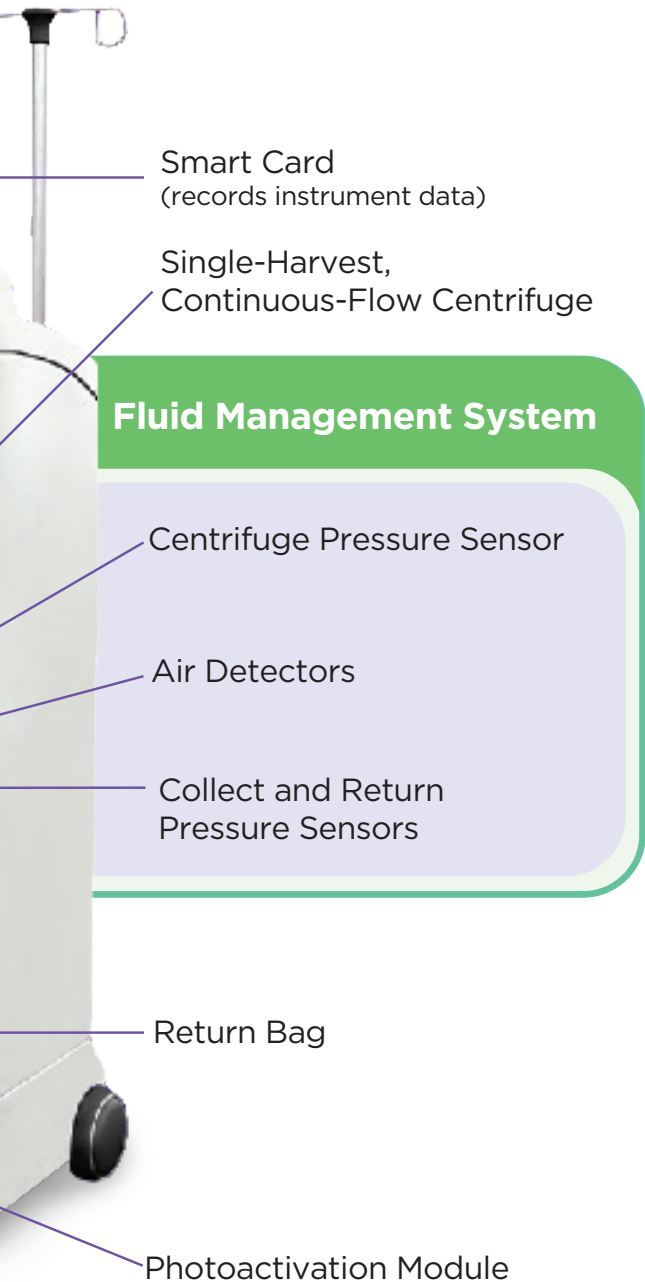 Smart Card
(records instrument data)
Single-Harvest,
Continuous-Flow Centrifuge
Fluid Management System
Centrifuge Pressure Sensor
Air Detectors
Collect and Return
Pressure Sensors
Return Bag
Photoactivation Module